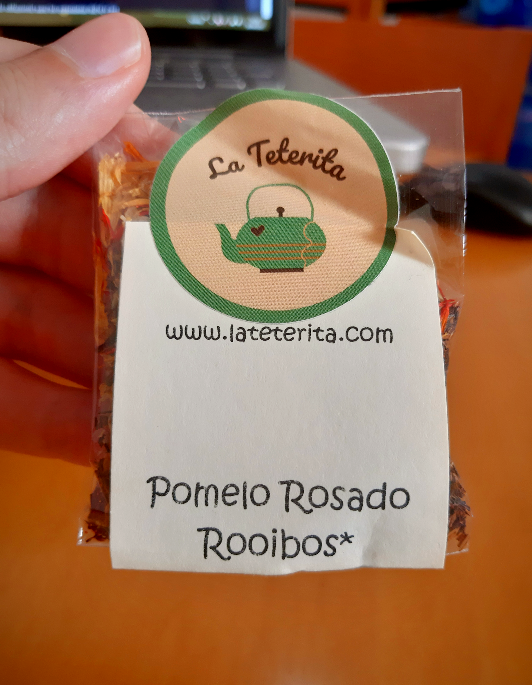 La Teterita
www.lateterita.com
Pomelo Rosado
Rooibos*